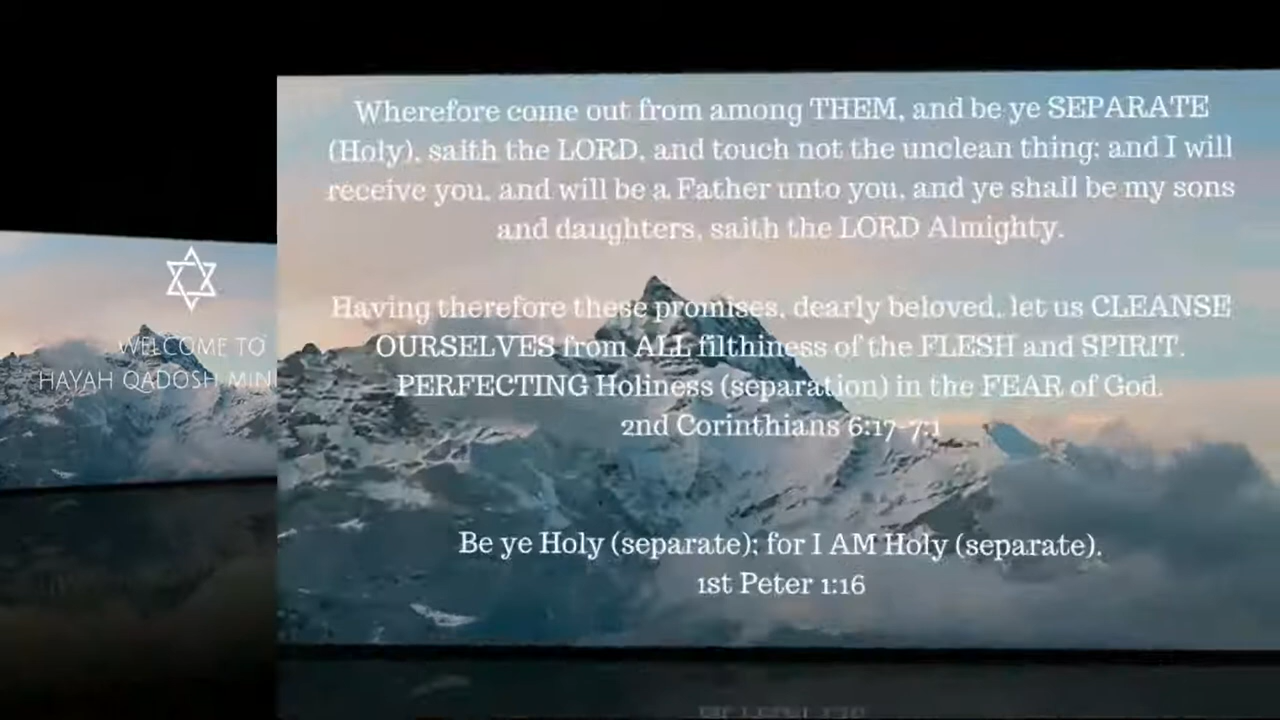 Wherefore come out from among THEM, and be ye SEPARATE
(Holy), saith the LORD, and touch not the unclean thing; and I will
receive you, and will be a Father unto you, and ye shall be my sons
and daughters, saith the LORD Almighty.
Having therefore these promises, dearly beloved, let us CLEANSE
OURSELVES from ALL filthiness of the FLESH and SPIRIT,
PERFECTING Holiness (separation) in the FEAR of God.
2nd Corinthians 6:17-7:1
Be ye Holy (separate); for I AM Holy (separate).
1st Peter 1:16
WELCOME TO
HAYAH QADOSH MIN